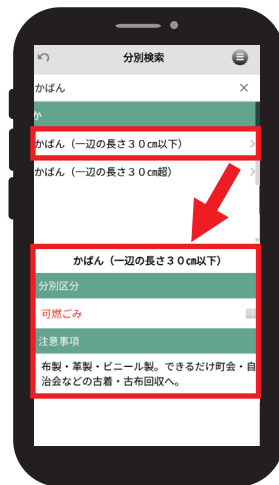 分別検索
かばん
か
かばん（一辺の長さ３０㎝以下）
かばん（一辺の長さ３０㎝超）
かばん（一辺の長さ３０㎝以下）
分別区分
可燃ごみ
注意事項
布製・革製・ビニール製。できるだけ町会・自
治会などの古着・古布回収へ。